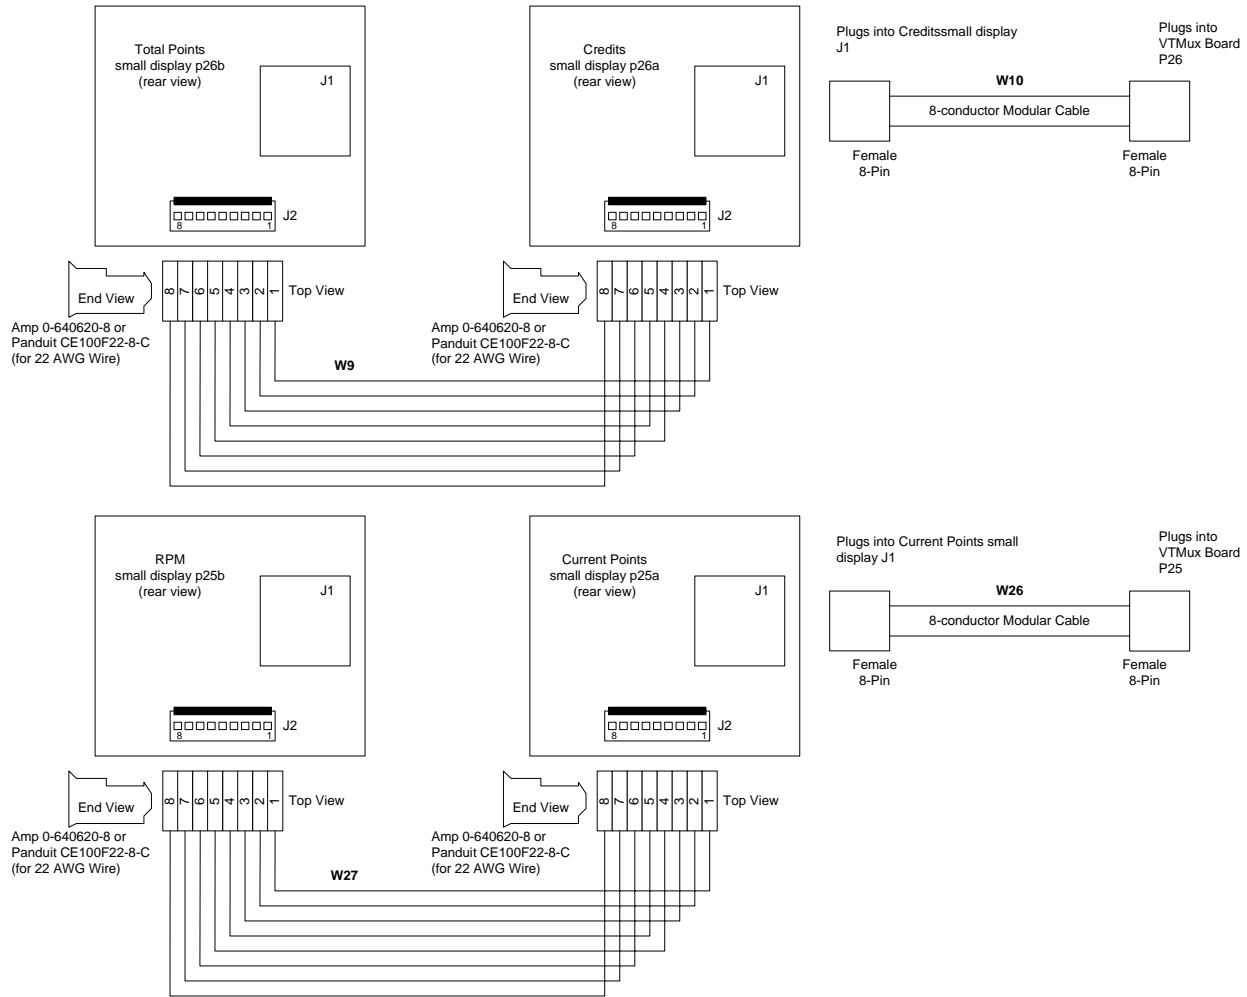 Total Points
small display p26b
(rear view)
J1
8
1
J2
Credits
small display p26a
(rear view)
J1
8
1
J2
Plugs into Creditssmall display
J1
Plugs into
VTMux Board
P26
W10
8-conductor Modular Cable
Female
8-Pin
Female
8-Pin
End View
8 7 6 5 4 3 2 1
Top View
Amp 0-640620-8 or
Panduit CE100F22-8-C
(for 22 AWG Wire)
End View
8 7 6 5 4 3 2 1
Top View
Amp 0-640620-8 or
Panduit CE100F22-8-C
(for 22 AWG Wire)
W9
RPM
small display p25b
(rear view)
J1
8
1
J2
Current Points
small display p25a
(rear view)
J1
8
1
J2
Plugs into Current Points small
display J1
Plugs into
VTMux Board
P25
W26
8-conductor Modular Cable
Female
8-Pin
Female
8-Pin
End View
8 7 6 5 4 3 2 1
Top View
Amp 0-640620-8 or
Panduit CE100F22-8-C
(for 22 AWG Wire)
End View
8 7 6 5 4 3 2 1
Top View
Amp 0-640620-8 or
Panduit CE100F22-8-C
(for 22 AWG Wire)
W27